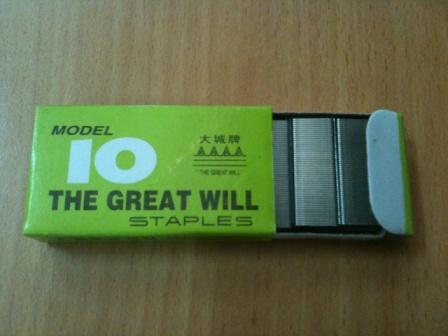 MODEL
10
大城牌
THE GREAT WILL
THE GREAT WILL
STAPLES